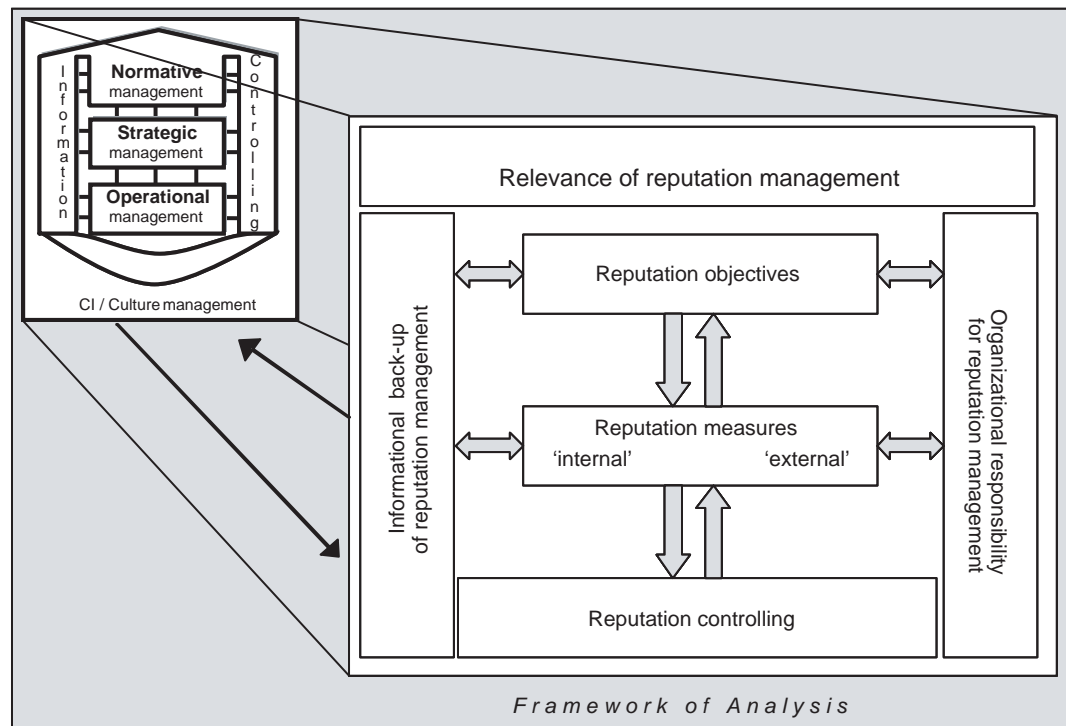 Information
Normative
management
Strategic
management
Operational
management
Controlling
CI / Culture management
Relevance of reputation management
Informational back-up
of reputation management
Reputation objectives
Reputation measures
‘internal’ ‘external’
Reputation controlling
Organizational responsibility
for reputation management
Framework of Analysis